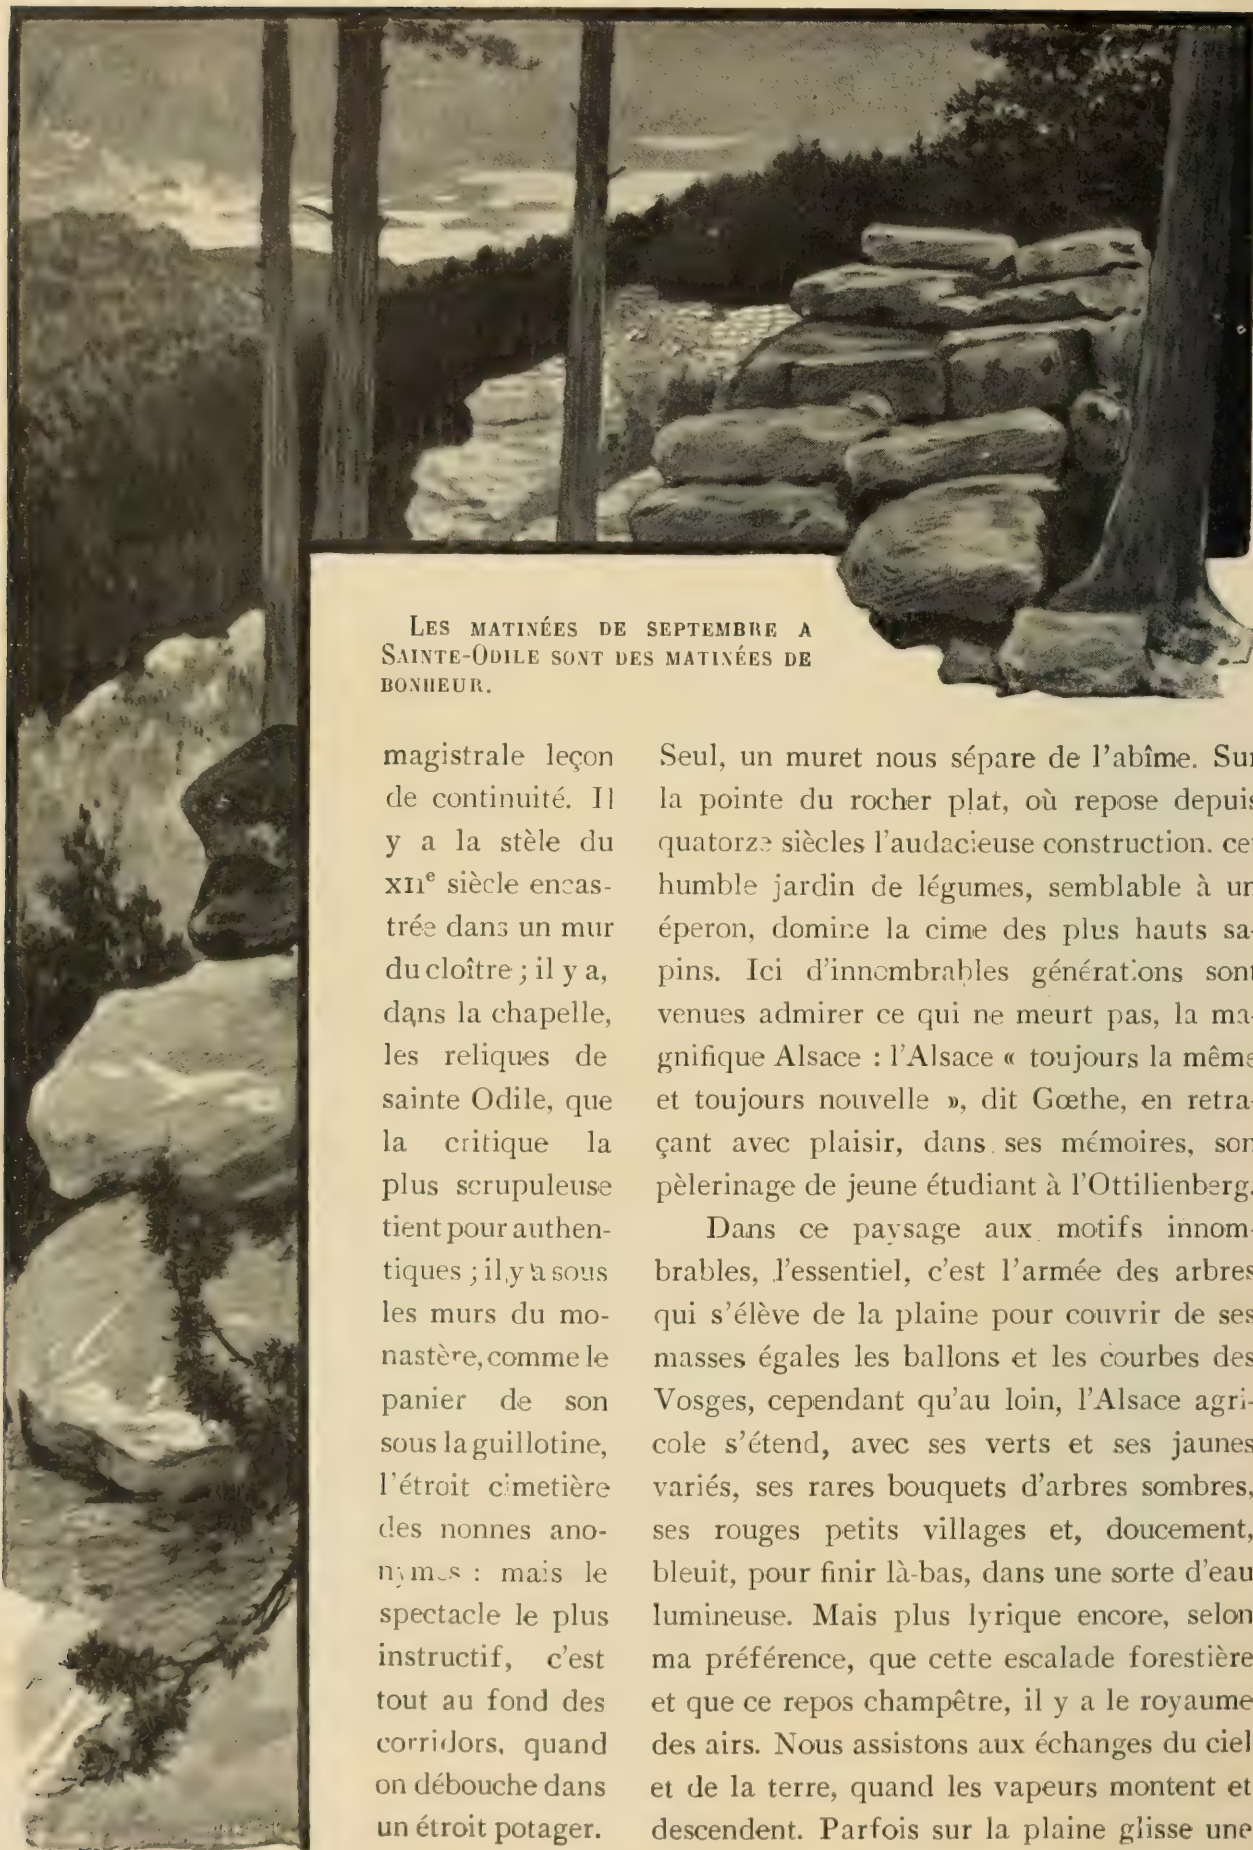 LES MATINÉES DE SEPTEMBRE A
SAINTE-ODILE SONT DES MATINÉES DE
BONHEUR.
magistrale leçon
de continuité. Il
y a la stèle du
XIIe siècle encas-
trée dans un mur
du cloître ; il y a,
dans la chapelle,
les reliques de
sainte Odile, que
la critique la
plus scrupuleuse
tient pour authen-
tiques ; il y a sous
les murs du mo-
nastère, comme le
panier de son
sous la guillotine,
l'étroit cimetière
des nonnes ano-
nymes : mais le
spectacle le plus
instructif, c'est
tout au fond des
corridors, quand
on débouche dans
un étroit potager.
Seul, un muret nous sépare de l'abîme. Sur
la pointe du rocher plat, où repose depuis
quatorze siècles l'audacieuse construction. cet
humble jardin de légumes, semblable à un
éperon, domine la cime des plus hauts sa-
pins. Ici d'innombrables générations sont
venues admirer ce qui ne meurt pas, la ma-
gnifique Alsace : l'Alsace « toujours la même
et toujours nouvelle », dit Gœthe, en retra-
çant avec plaisir, dans ses mémoires, son
pèlerinage de jeune étudiant à l'Ottilienberg.
Dans ce paysage aux motifs innom-
brables, l'essentiel, c'est l'armée des arbres
qui s'élève de la plaine pour couvrir de ses
masses égales les ballons et les courbes des
Vosges, cependant qu'au loin, l'Alsace agri-
cole s'étend, avec ses verts et ses jaunes
variés, ses rares bouquets d'arbres sombres,
ses rouges petits villages et, doucement,
bleuit, pour finir là-bas, dans une sorte d'eau
lumineuse. Mais plus lyrique encore, selon
ma préférence, que cette escalade forestière
et que ce repos champêtre, il y a le royaume
des airs. Nous assistons aux échanges du ciel
et de la terre, quand les vapeurs montent et
descendent. Parfois sur la plaine glisse une